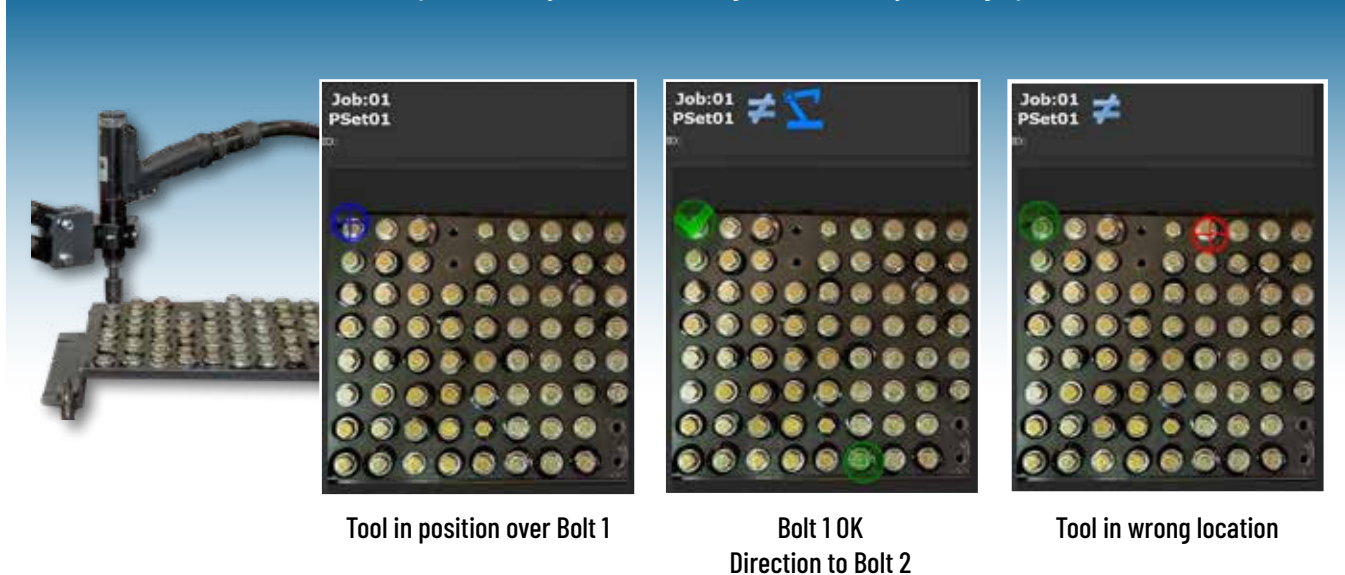 Job:01
PSet01
Job:01
PSet01
Job:01
PSet01
Tool in position over Bolt 1
Bolt 1 OK
Direction to Bolt 2
Tool in wrong location